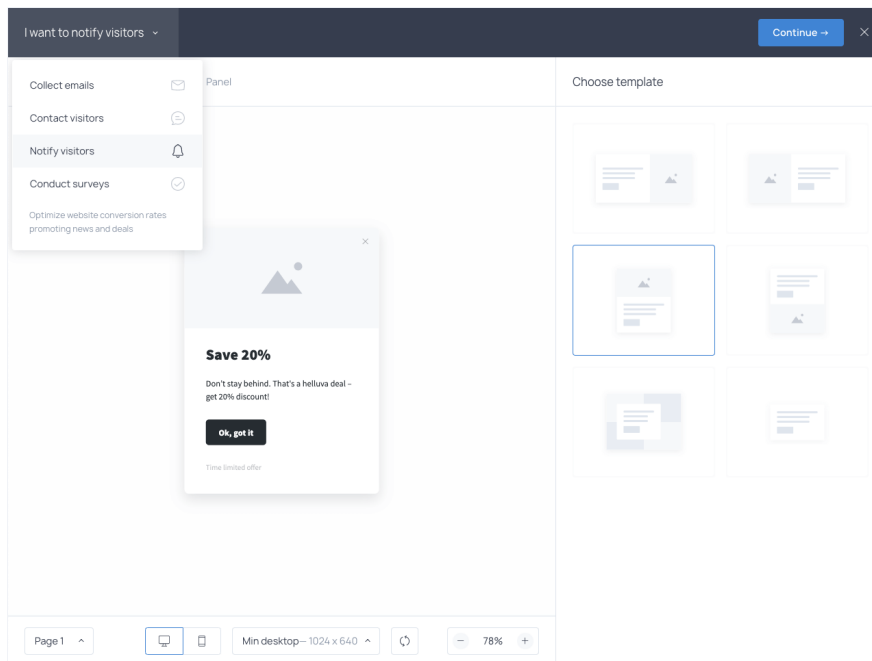 I want to notify visitors
Continue →
Collect emails
Contact visitors
Notify visitors
Conduct surveys
Optimize website conversion rates
promoting news and deals
Panel
Choose template
Save 20%
Don't stay behind. That's a helluva deal –
get 20% discount!
Ok, got it
Time limited offer
Page 1
Min desktop – 1024 x 640
78%